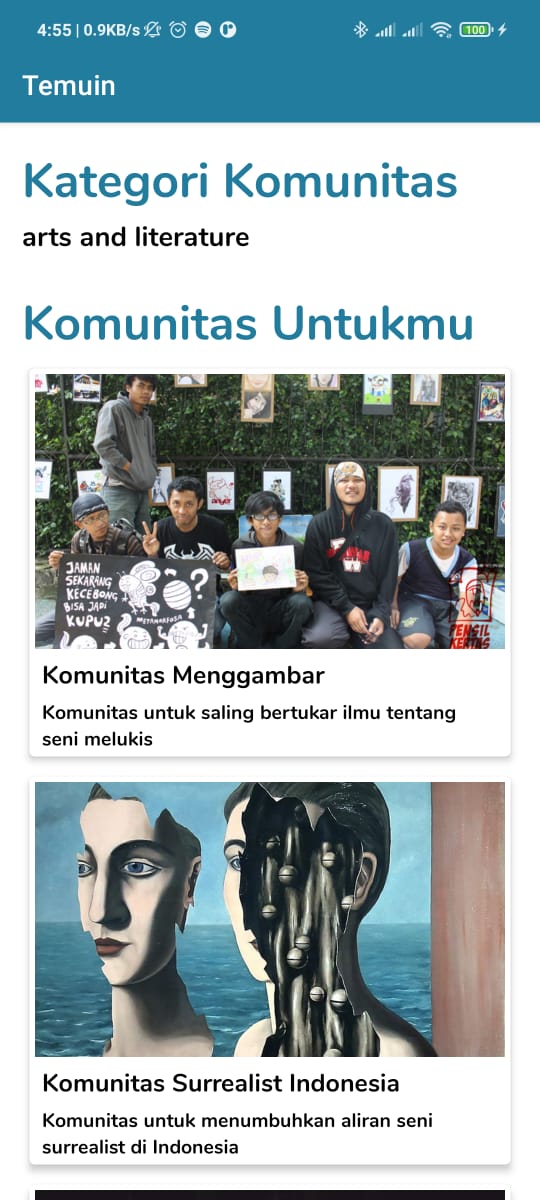 4:55 | 0.9KB/s
100
Temuin
Kategori Komunitas
arts and literature
Komunitas Untukmu
JAMAN
SEKARANG
KECEBONG
BISA JADI
KUPU2
METAMORFOSA
?
PENSIL
KERTAS
Komunitas Menggambar
Komunitas untuk saling bertukar ilmu tentang
seni melukis
Komunitas Surrealist Indonesia
Komunitas untuk menumbuhkan aliran seni
surrealist di Indonesia